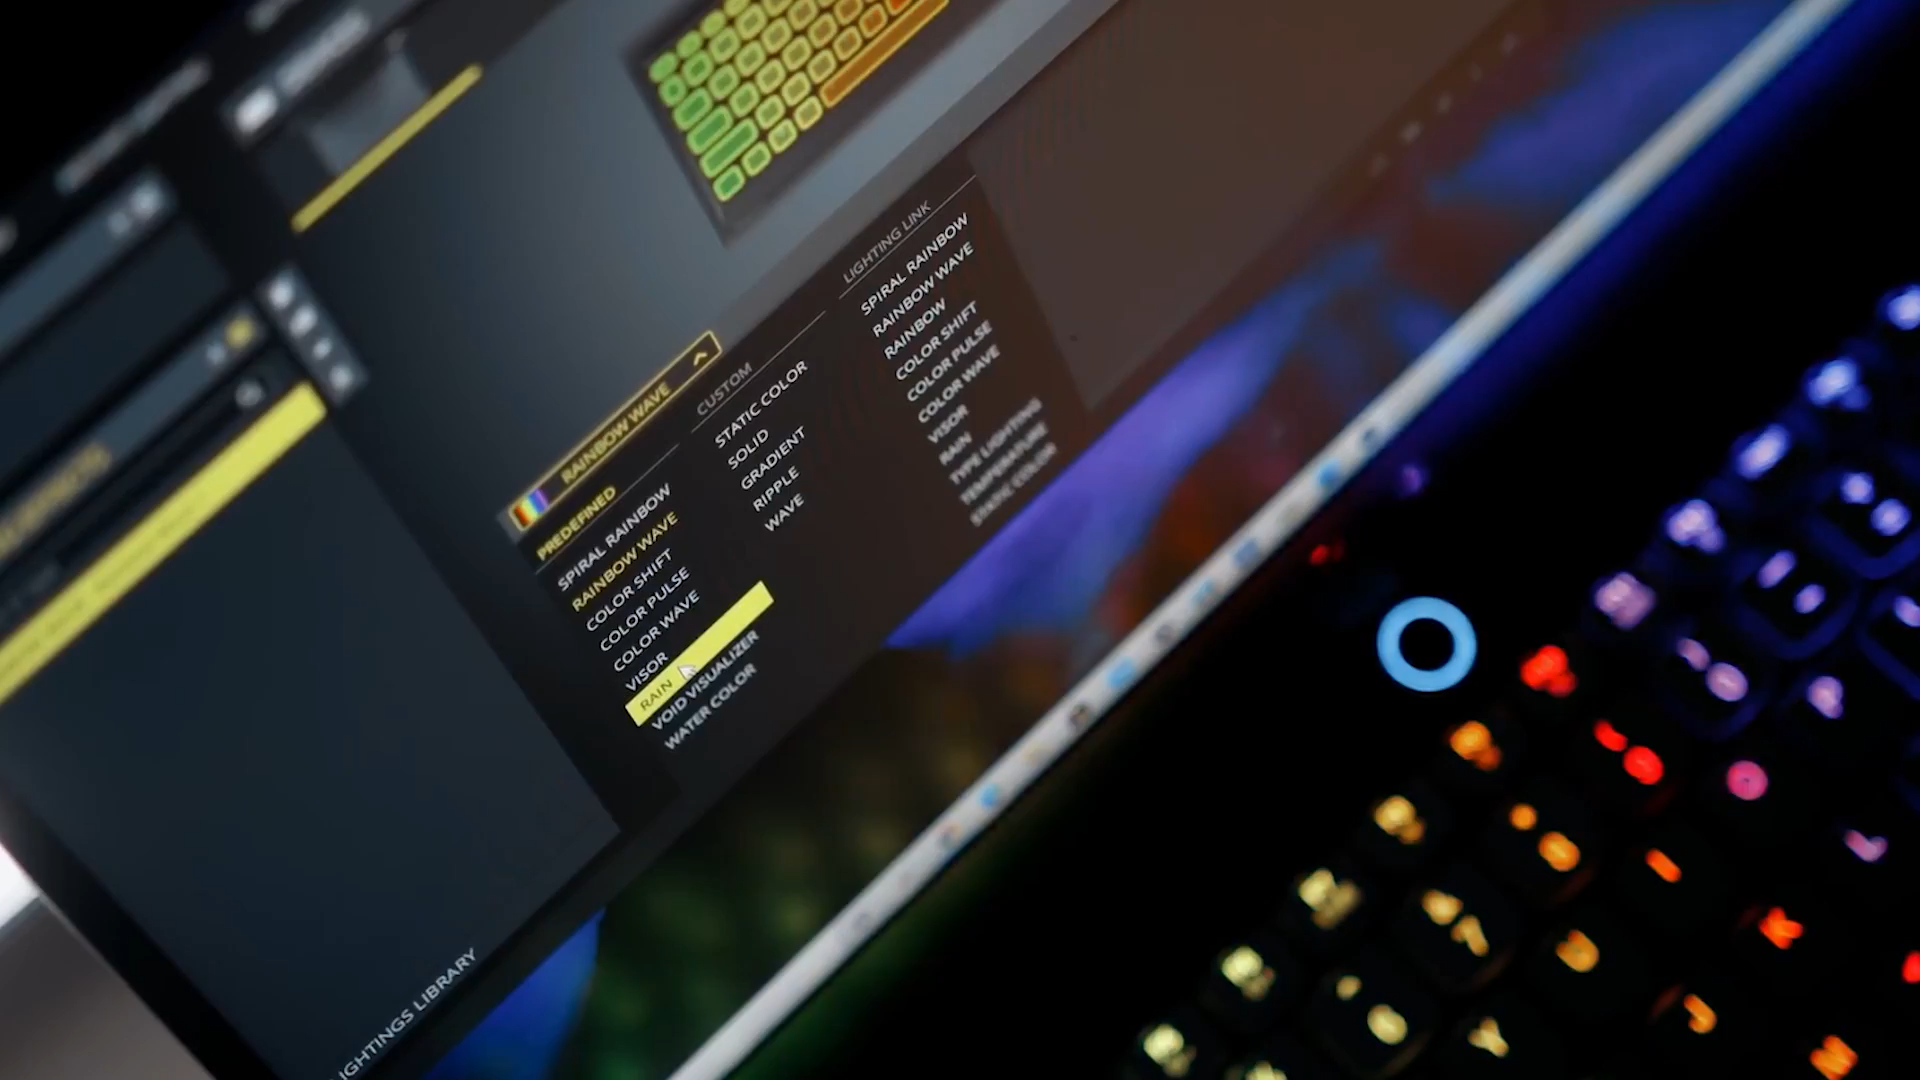 RAINBOW WAVE
PREDEFINED
SPIRAL RAINBOW
RAINBOW WAVE
COLOR SHIFT
COLOR PULSE
COLOR WAVE
VISOR
RAIN
VOID VISUALIZER
WATER COLOR
CUSTOM
STATIC COLOR
SOLID
GRADIENT
RIPPLE
WAVE
LIGHTING LINK
SPIRAL RAINBOW
RAINBOW WAVE
RAINBOW
COLOR SHIFT
COLOR PULSE
COLOR WAVE
VISOR
RAIN
TYPE LIGHTING
TEMPERATURE
STATIC COLOR
LIGHTINGS LIBRARY
Y
J
K
M
L